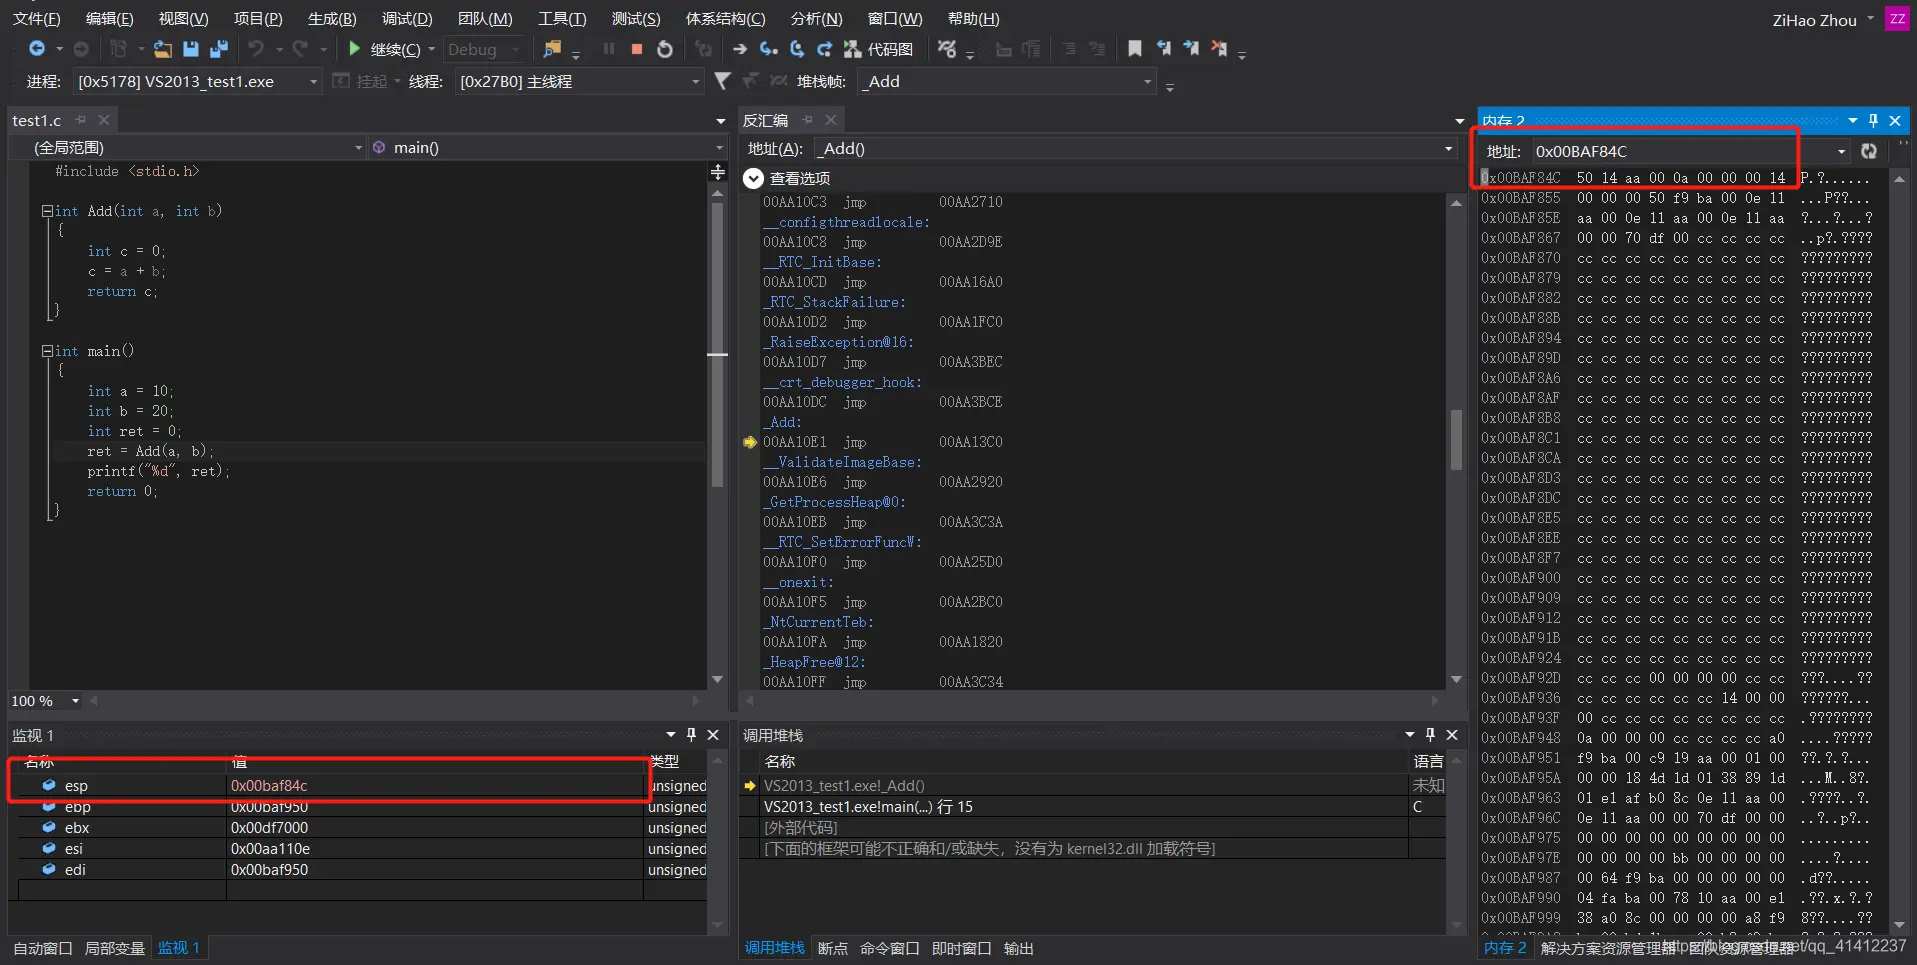 文件(F) 编辑(E) 视图(V) 项目(P) 生成(B) 调试(D) 团队(M) 工具(T) 测试(S) 体系结构(C) 分析(N) 窗口(W) 帮助(H) ZiHao Zhou ZZ
继续(C) Debug 代码图
进程: [0x5178] VS2013_test1.exe 挂起 线程: [0x27B0] 主线程 堆栈帧: _Add
test1.c
(全局范围) main()
#include <stdio.h>
int Add(int a, int b)
{
int c = 0;
c = a + b;
return c;
}
int main()
{
int a = 10;
int b = 20;
int ret = 0;
ret = Add(a, b);
printf("%d", ret);
return 0;
}
100 %
反汇编
地址(A): _Add()
查看选项
00AA10C3 jmp 00AA2710
__configthreadlocale:
00AA10C8 jmp 00AA2D9E
__RTC_InitBase:
00AA10CD jmp 00AA16A0
_RTC_StackFailure:
00AA10D2 jmp 00AA1FC0
_RaiseException@16:
00AA10D7 jmp 00AA3BEC
__crt_debugger_hook:
00AA10DC jmp 00AA3BCE
_Add:
00AA10E1 jmp 00AA13C0
__ValidateImageBase:
00AA10E6 jmp 00AA2920
_GetProcessHeap@0:
00AA10EB jmp 00AA3C3A
__RTC_SetErrorFuncW:
00AA10F0 jmp 00AA25D0
__onexit:
00AA10F5 jmp 00AA2BC0
_NtCurrentTeb:
00AA10FA jmp 00AA1820
_HeapFree@12:
00AA10FF jmp 00AA3C34
内存 2
地址: 0x00BAF84C
0x00BAF84C 50 14 aa 00 0a 00 00 00 14 P.?......
0x00BAF855 00 00 00 50 f9 ba 00 0e 11 ...P??...
0x00BAF85E aa 00 0e 11 aa 00 0e 11 aa ?...?...?
0x00BAF867 00 00 70 df 00 cc cc cc cc ..p?.????
0x00BAF870 cc cc cc cc cc cc cc cc cc ?????????
0x00BAF879 cc cc cc cc cc cc cc cc cc ?????????
0x00BAF882 cc cc cc cc cc cc cc cc cc ?????????
0x00BAF88B cc cc cc cc cc cc cc cc cc ?????????
0x00BAF894 cc cc cc cc cc cc cc cc cc ?????????
0x00BAF89D cc cc cc cc cc cc cc cc cc ?????????
0x00BAF8A6 cc cc cc cc cc cc cc cc cc ?????????
0x00BAF8AF cc cc cc cc cc cc cc cc cc ?????????
0x00BAF8B8 cc cc cc cc cc cc cc cc cc ?????????
0x00BAF8C1 cc cc cc cc cc cc cc cc cc ?????????
0x00BAF8CA cc cc cc cc cc cc cc cc cc ?????????
0x00BAF8D3 cc cc cc cc cc cc cc cc cc ?????????
0x00BAF8DC cc cc cc cc cc cc cc cc cc ?????????
0x00BAF8E5 cc cc cc cc cc cc cc cc cc ?????????
0x00BAF8EE cc cc cc cc cc cc cc cc cc ?????????
0x00BAF8F7 cc cc cc cc cc cc cc cc cc ?????????
0x00BAF900 cc cc cc cc cc cc cc cc cc ?????????
0x00BAF909 cc cc cc cc cc cc cc cc cc ?????????
0x00BAF912 cc cc cc cc cc cc cc cc cc ?????????
0x00BAF91B cc cc cc cc cc cc cc cc cc ?????????
0x00BAF924 cc cc cc cc cc cc cc cc cc ?????????
0x00BAF92D cc cc cc 00 00 00 00 cc cc ???....??
0x00BAF936 cc cc cc cc cc cc 14 00 00 ??????...
0x00BAF93F 00 cc cc cc cc cc cc cc cc .????????
0x00BAF948 0a 00 00 00 cc cc cc cc a0 ....?????
0x00BAF951 f9 ba 00 c9 19 aa 00 01 00 ??.?.?...
0x00BAF95A 00 00 18 4d 1d 01 38 89 1d ...M..8?.
0x00BAF963 01 e1 af b0 8c 0e 11 aa 00 .????..?.
0x00BAF96C 0e 11 aa 00 00 70 df 00 00 ..?..p?..
0x00BAF975 00 00 00 00 00 00 00 00 00 .........
0x00BAF97E 00 00 00 00 bb 00 00 00 00 ....?....
0x00BAF987 00 64 f9 ba 00 00 00 00 00 .d??.....
0x00BAF990 04 fa ba 00 78 10 aa 00 e1 .??.x.?.?
0x00BAF999 38 a0 8c 00 00 00 00 a8 f9 8??....??
监视 1
名称 值 类型
esp 0x00baf84c unsigned
ebp 0x00baf950 unsigned
ebx 0x00df7000 unsigned
esi 0x00aa110e unsigned
edi 0x00baf950 unsigned
自动窗口 局部变量 监视 1
调用堆栈
名称 语言
VS2013_test1.exe!_Add() 未知
VS2013_test1.exe!main(...) 行 15 C
[外部代码]
[下面的框架可能不正确和/或缺失，没有为 kernel32.dll 加载符号]
调用堆栈 断点 命令窗口 即时窗口 输出
内存 2 解决方案资源管理器 团队资源管理器
https://blog.csdn.net/qq_41412237